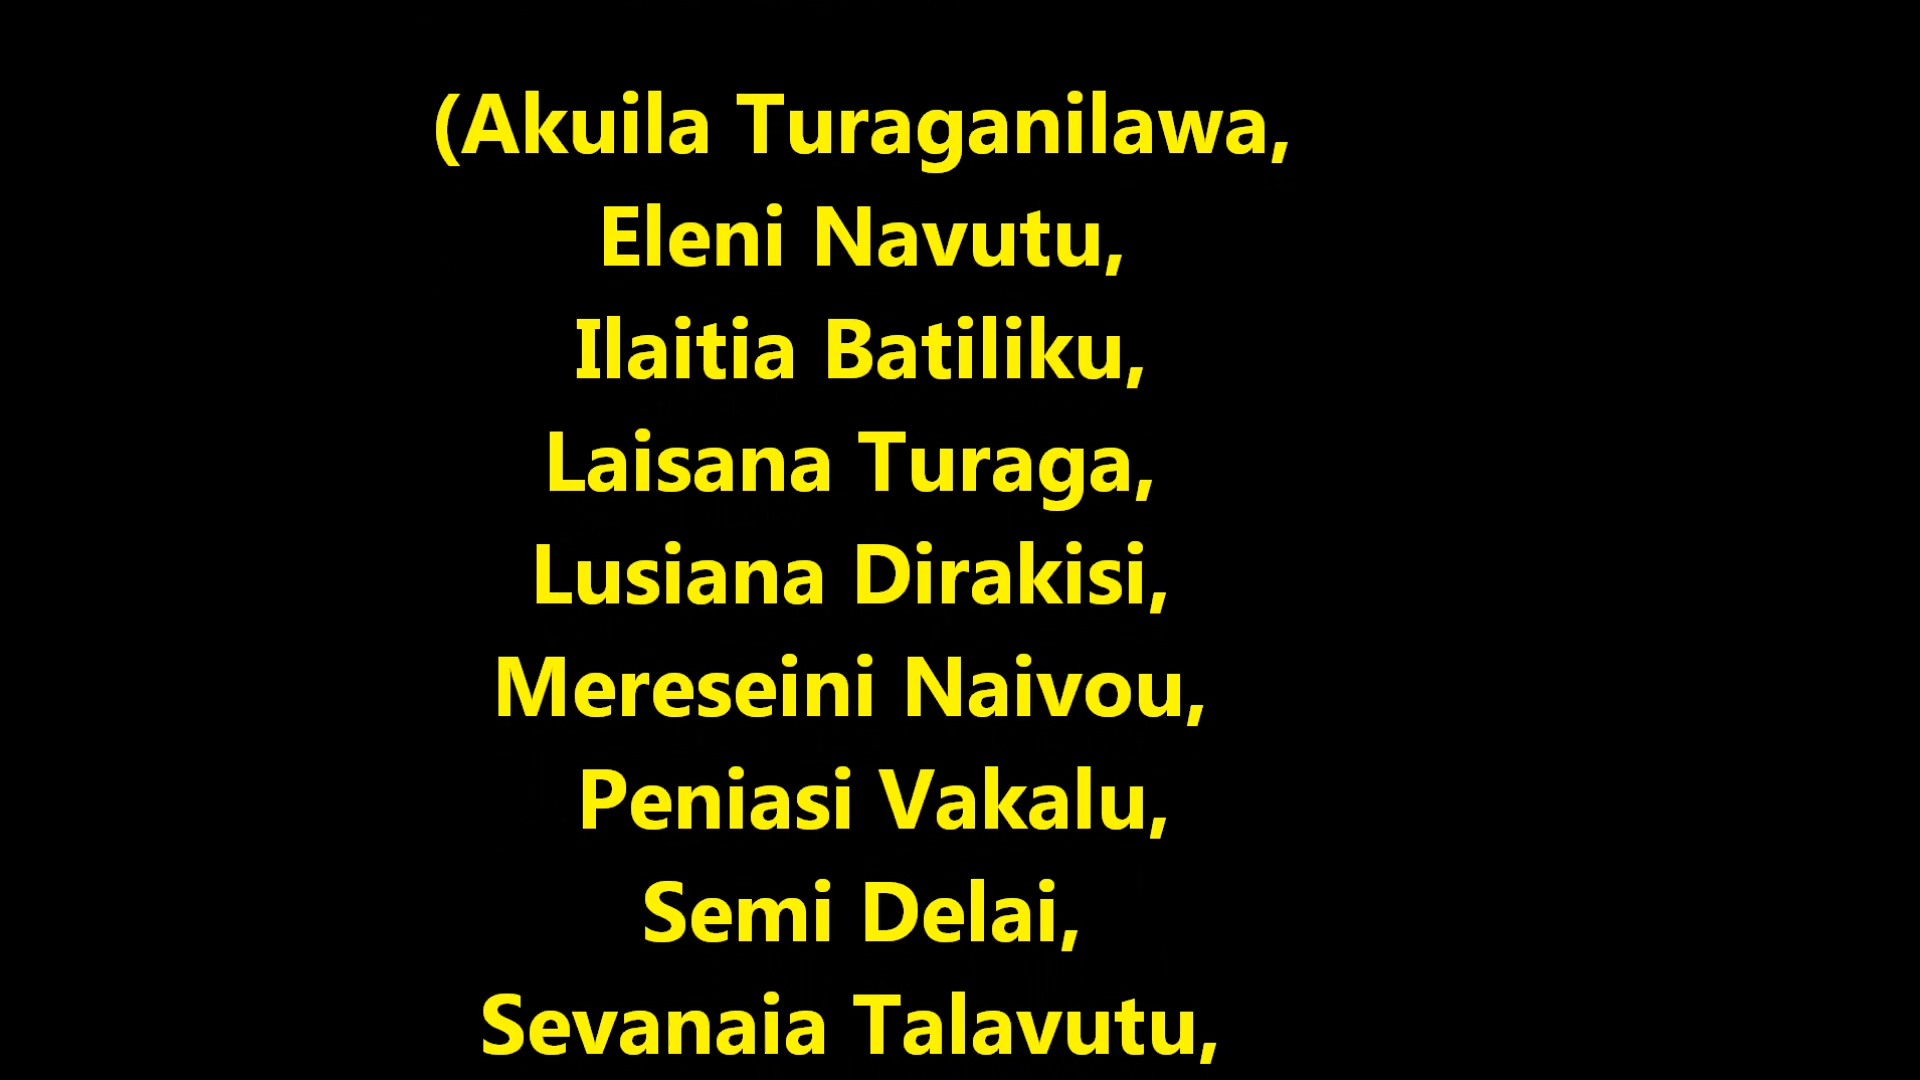 (Akuila Turaganilawa,
Eleni Navutu,
Ilaitia Batiliku,
Laisana Turaga,
Lusiana Dirakisi,
Mereseini Naivou,
Peniasi Vakalu,
Semi Delai,
Sevanaia Talavutu,